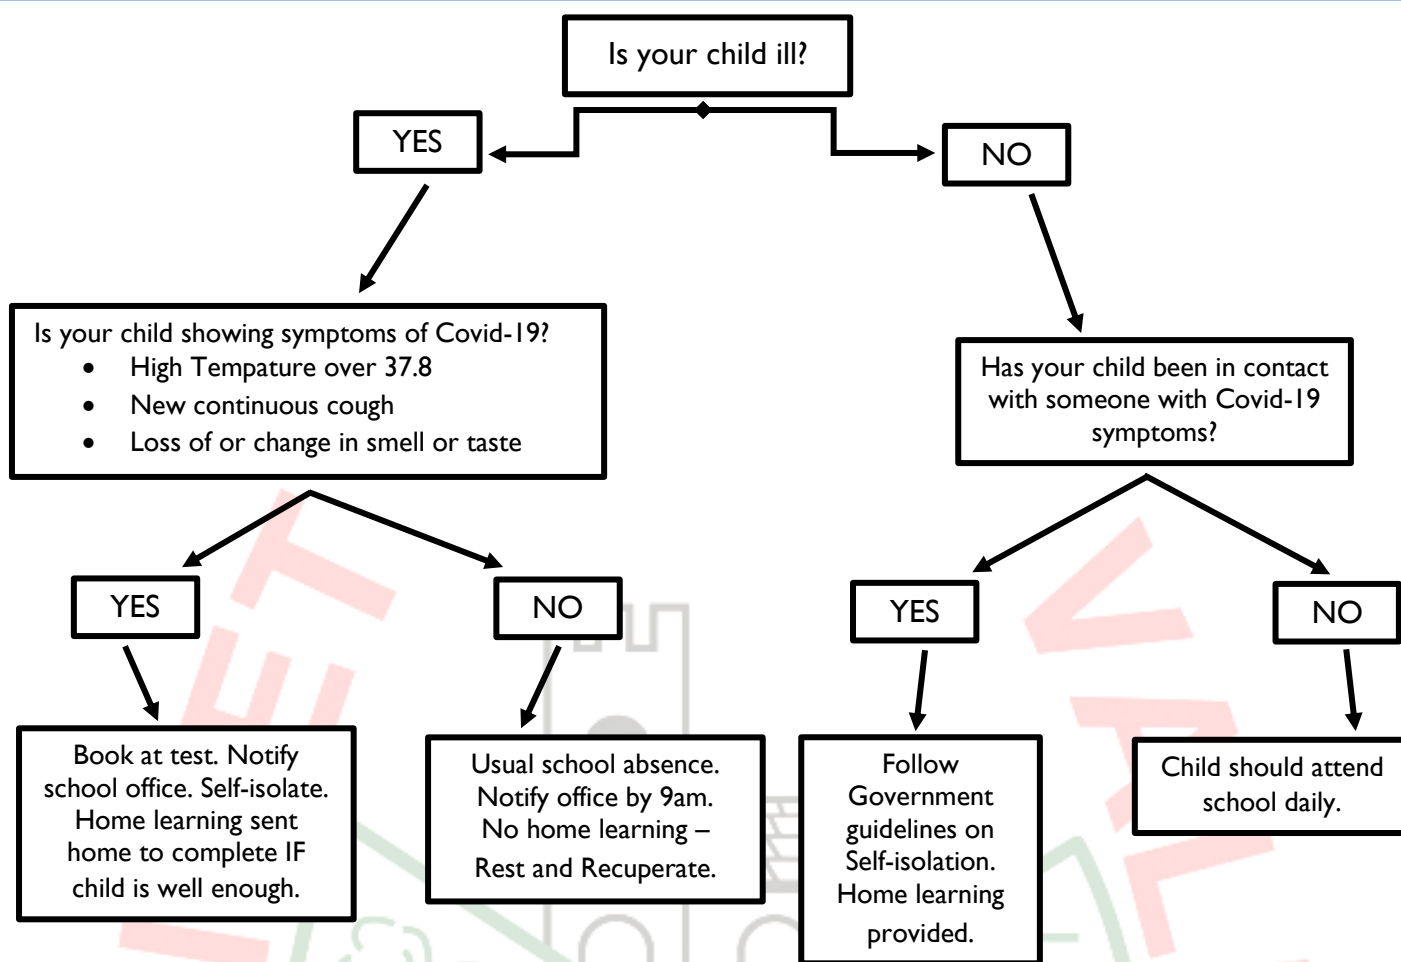 Is your child ill?
YES
NO
Is your child showing symptoms of Covid-19?
• High Tempature over 37.8
• New continuous cough
• Loss of or change in smell or taste
Has your child been in contact
with someone with Covid-19
symptoms?
YES
NO
YES
NO
Book at test. Notify
school office. Self-isolate.
Home learning sent
home to complete IF
child is well enough.
Usual school absence.
Notify office by 9am.
No home learning –
Rest and Recuperate.
Follow
Government
guidelines on
Self-isolation.
Home learning
provided.
Child should attend
school daily.